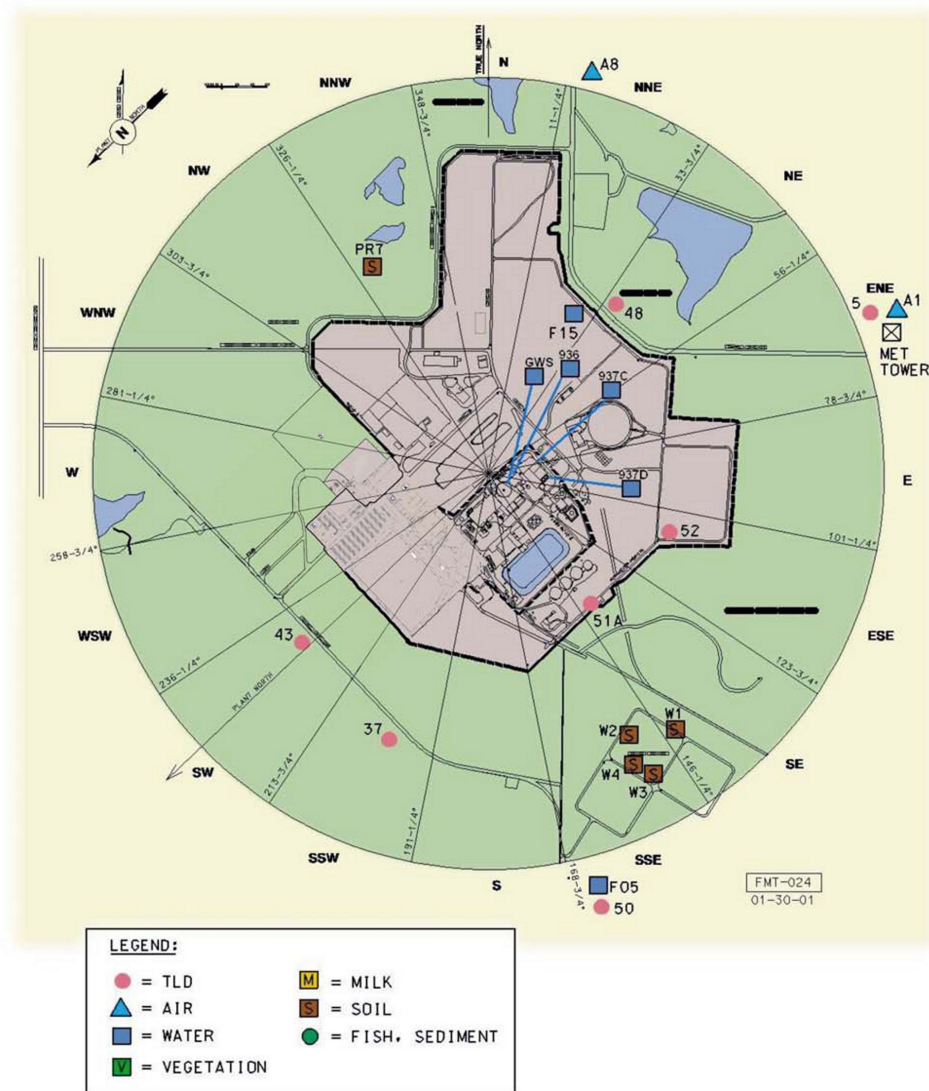 TRUE NORTH
N
A8
NNW
NNE
348-3/4°
11-1/4°
PLANT NORTH
N
326-1/4°
33-3/4°
NW
NE
PR7
S
303-3/4°
56-1/4°
WNW
ENE
48
5
A1
F15
MET
TOWER
936
GWS
937C
281-1/4°
78-3/4°
W
E
937D
52
258-3/4°
101-1/4°
51A
WSW
ESE
43
236-1/4°
123-3/4°
PLANT NORTH
W2
S
W1
S
37
W4
S
W3
S
SE
SW
146-1/4°
213-3/4°
191-1/4°
SSW
SSE
S
168-3/4°
F05
50
FMT-024
01-30-01
LEGEND:
= TLD
M = MILK
= AIR
S = SOIL
= WATER
= FISH, SEDIMENT
V = VEGETATION